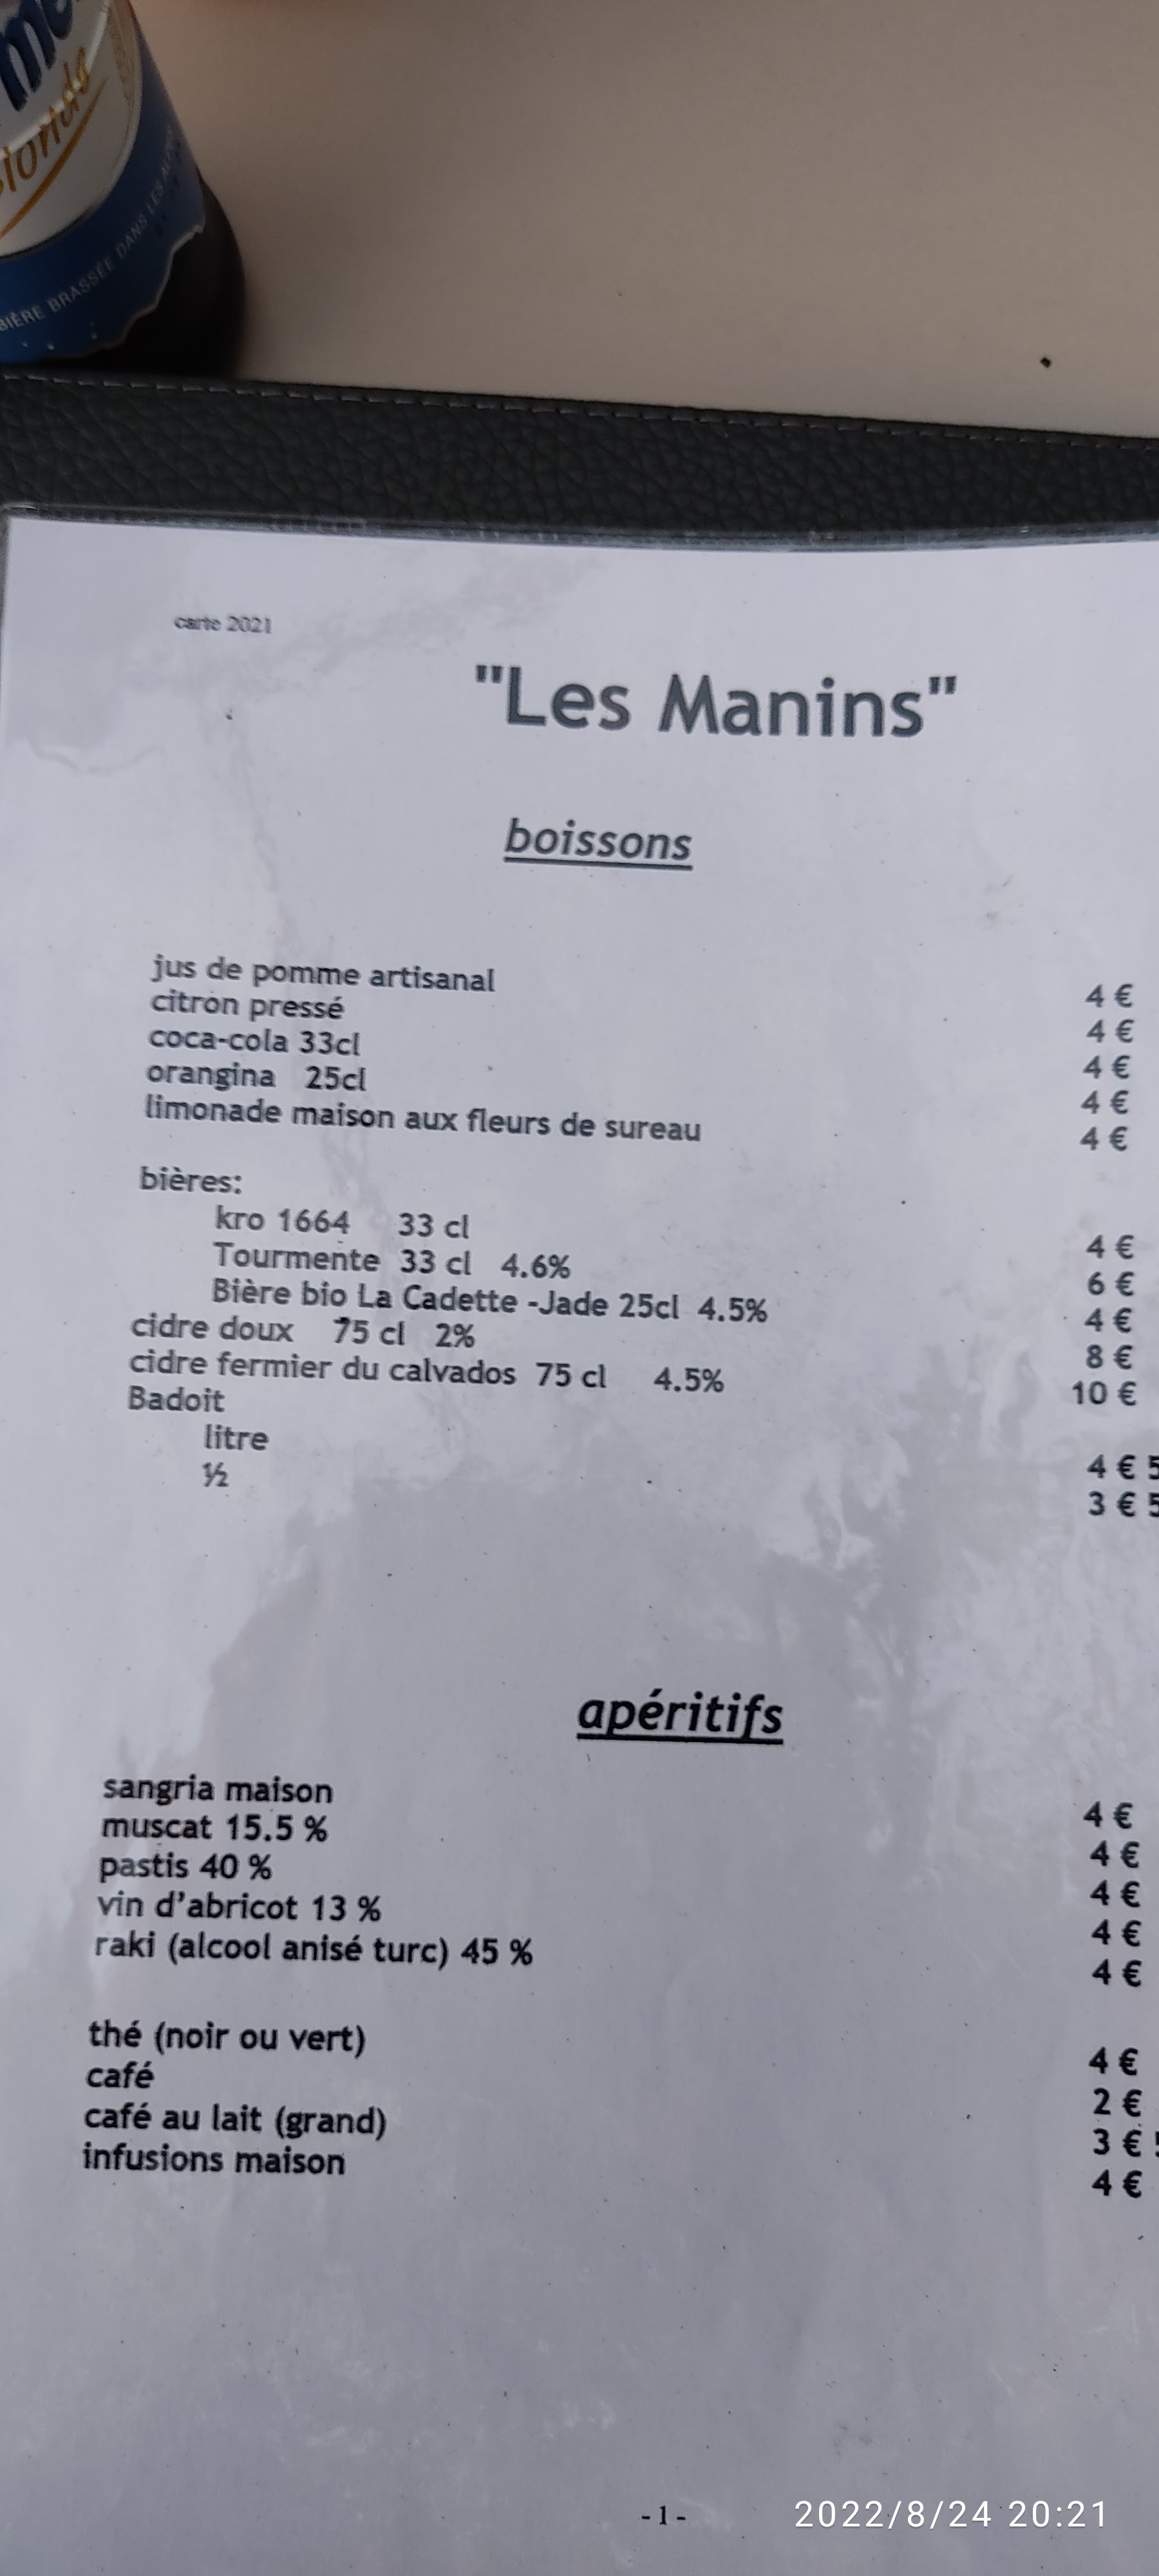 BIÈRE BRASSÉE DANS LES
carte 2021
"Les Manins"
boissons
jus de pomme artisanal 4 €
citron pressé 4 €
coca-cola 33cl 4 €
orangina 25cl 4 €
limonade maison aux fleurs de sureau 4 €
bières:
kro 1664 33 cl 4 €
Tourmente 33 cl 4.6% 6 €
Bière bio La Cadette -Jade 25cl 4.5% 4 €
cidre doux 75 cl 2% 8 €
cidre fermier du calvados 75 cl 4.5% 10 €
Badoit
litre 4 € 5
½ 3 € 5
apéritifs
sangria maison 4 €
muscat 15.5 % 4 €
pastis 40 % 4 €
vin d’abricot 13 % 4 €
raki (alcool anisé turc) 45 % 4 €
thé (noir ou vert) 4 €
café 2 €
café au lait (grand) 3 €
infusions maison 4 €
- 1 -
2022/8/24 20:21